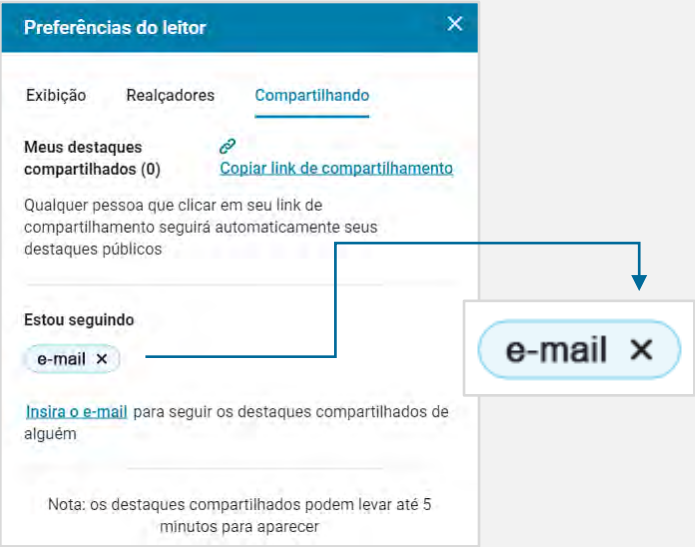 Preferências do leitor ×
Exibição Realçadores Compartilhando
Meus destaques
compartilhados (0)
Copiar link de compartilhamento
Qualquer pessoa que clicar em seu link de
compartilhamento seguirá automaticamente seus
destaques públicos
Estou seguindo
e-mail ×
e-mail ×
Insira o e-mail para seguir os destaques compartilhados de
alguém
Nota: os destaques compartilhados podem levar até 5
minutos para aparecer